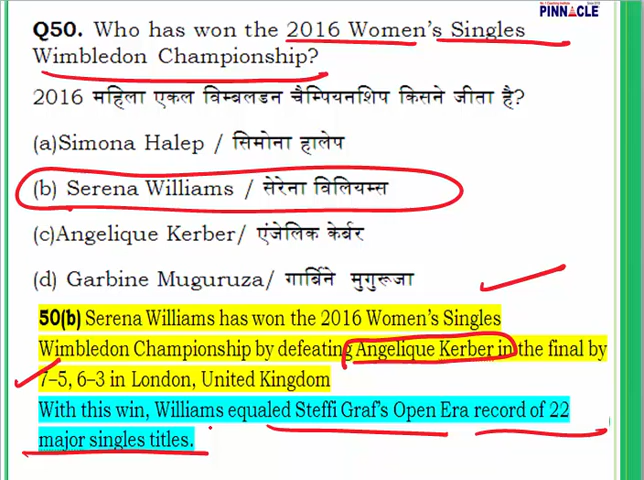 PINNACLE
Q50. Who has won the 2016 Women's Singles
Wimbledon Championship?
2016 महिला एकल विम्बलडन चैम्पियनशिप किसने जीता है?
(a)Simona Halep / सिमोना हालेप
(b) Serena Williams / सेरेना विलियम्स
(c)Angelique Kerber/ एंजेलिक केर्बर
(d) Garbine Muguruza/ गार्बिने मुगुरूजा
50(b) Serena Williams has won the 2016 Women's Singles
Wimbledon Championship by defeating Angelique Kerber in the final by
7–5, 6–3 in London, United Kingdom
With this win, Williams equaled Steffi Graf's Open Era record of 22
major singles titles.